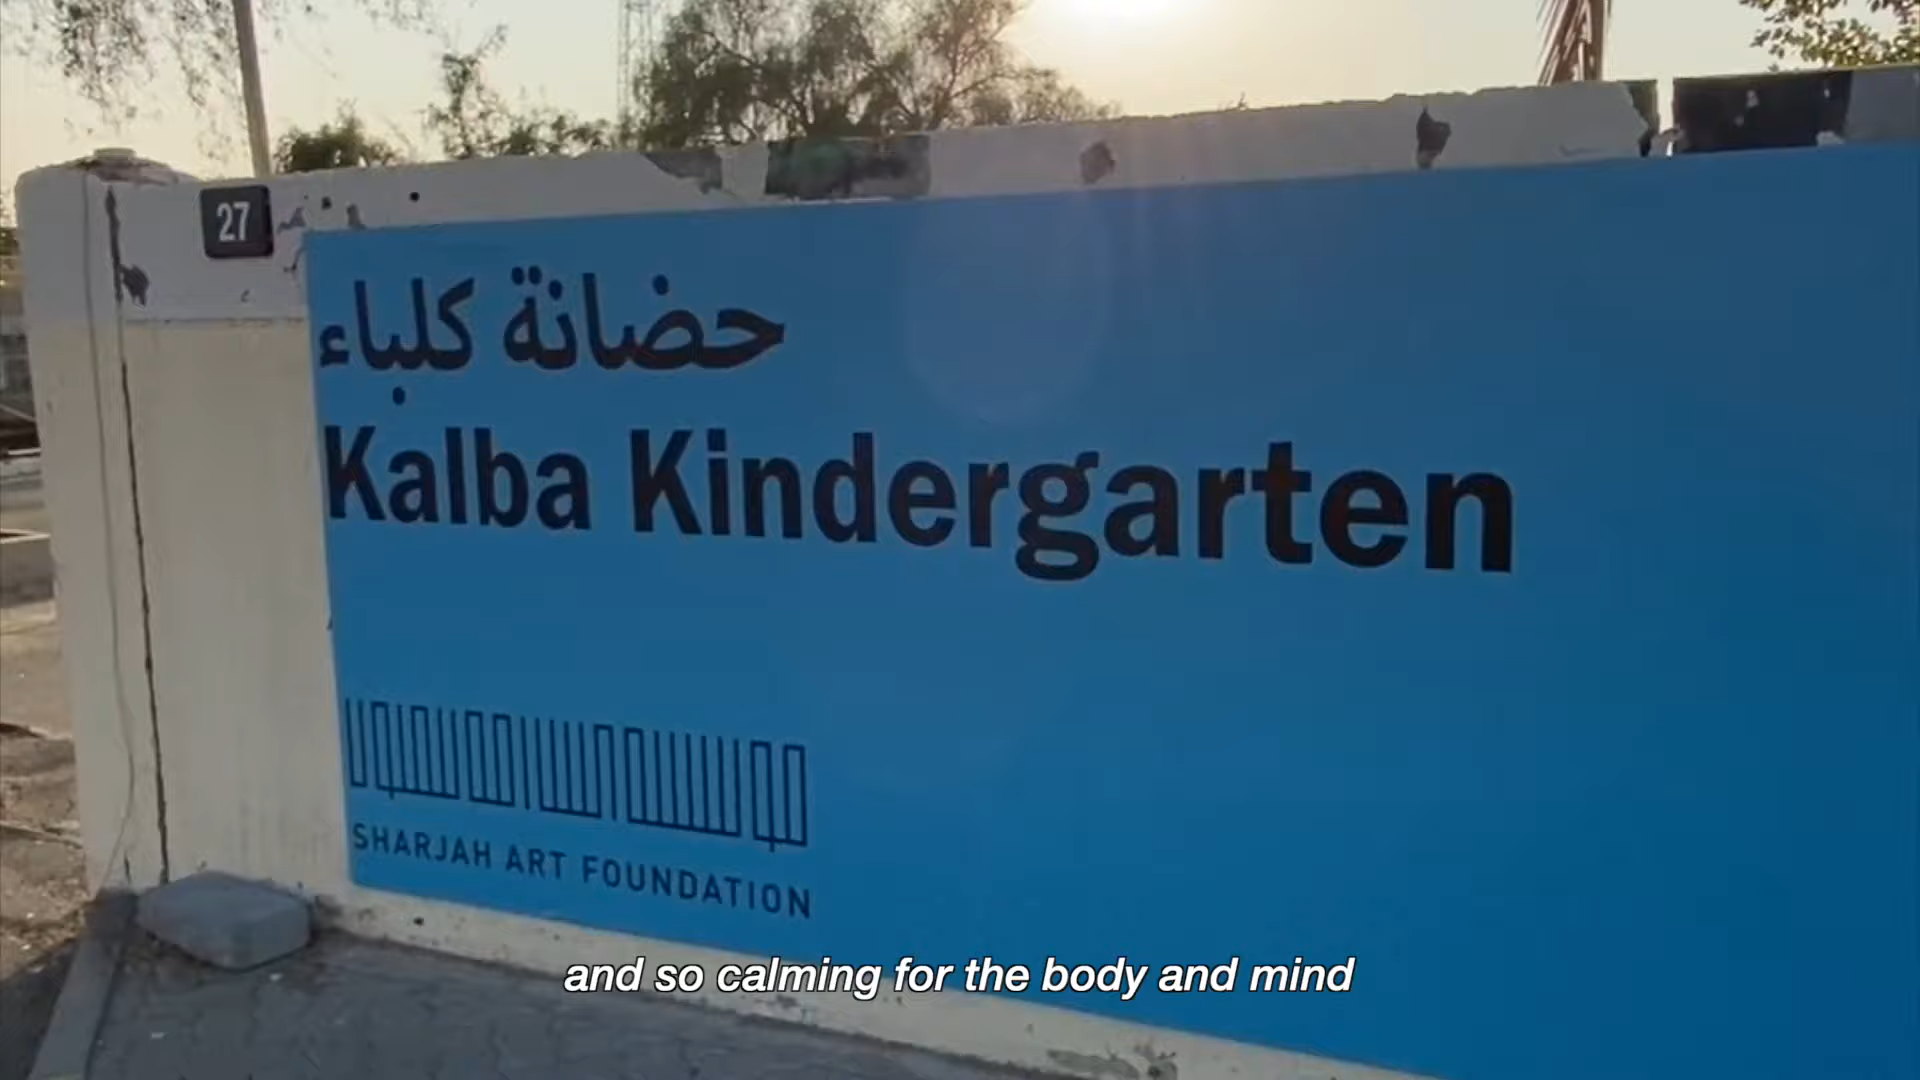 27
حضانة كلباء
Kalba Kindergarten
SHARJAH ART FOUNDATION
and so calming for the body and mind